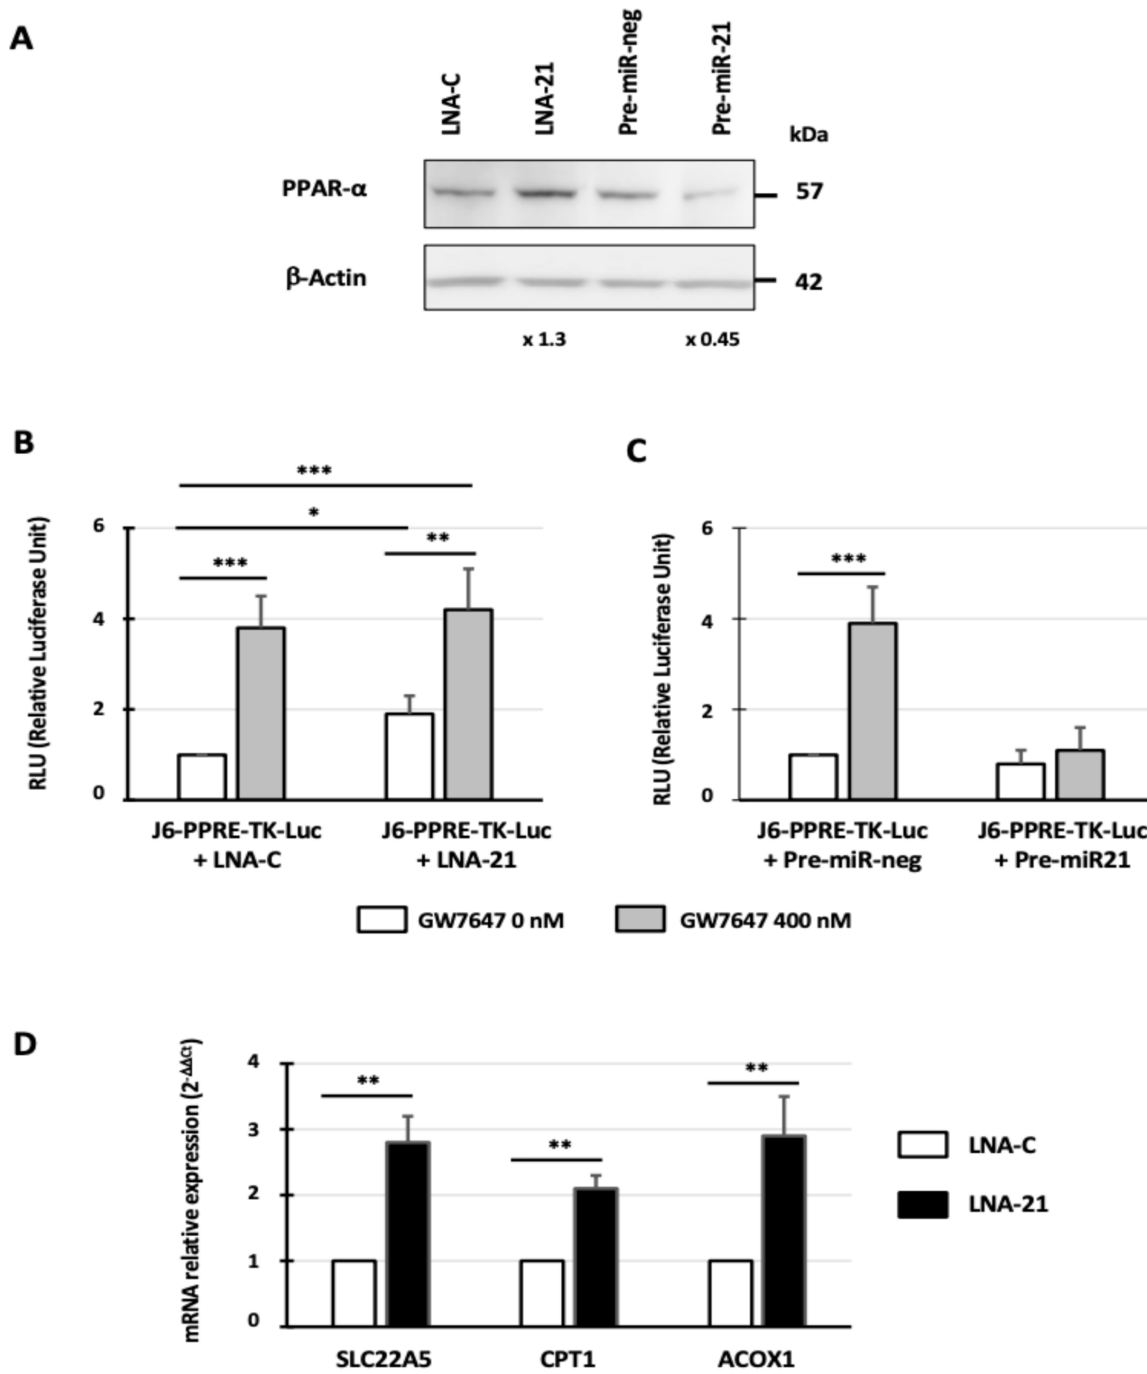 A
LNA-C
LNA-21
Pre-miR-neg
Pre-miR-21
kDa
PPAR-α
57
β-Actin
42
x 1.3
x 0.45
B
***
*
***
**
RLU (Relative Luciferase Unit)
6
4
2
0
J6-PPRE-TK-Luc
+ LNA-C
J6-PPRE-TK-Luc
+ LNA-21
C
***
RLU (Relative Luciferase Unit)
6
4
2
0
J6-PPRE-TK-Luc
+ Pre-miR-neg
J6-PPRE-TK-Luc
+ Pre-miR21
GW7647 0 nM
GW7647 400 nM
D
mRNA relative expression (2-ΔΔCt)
4
3
2
1
0
**
**
**
SLC22A5
CPT1
ACOX1
LNA-C
LNA-21